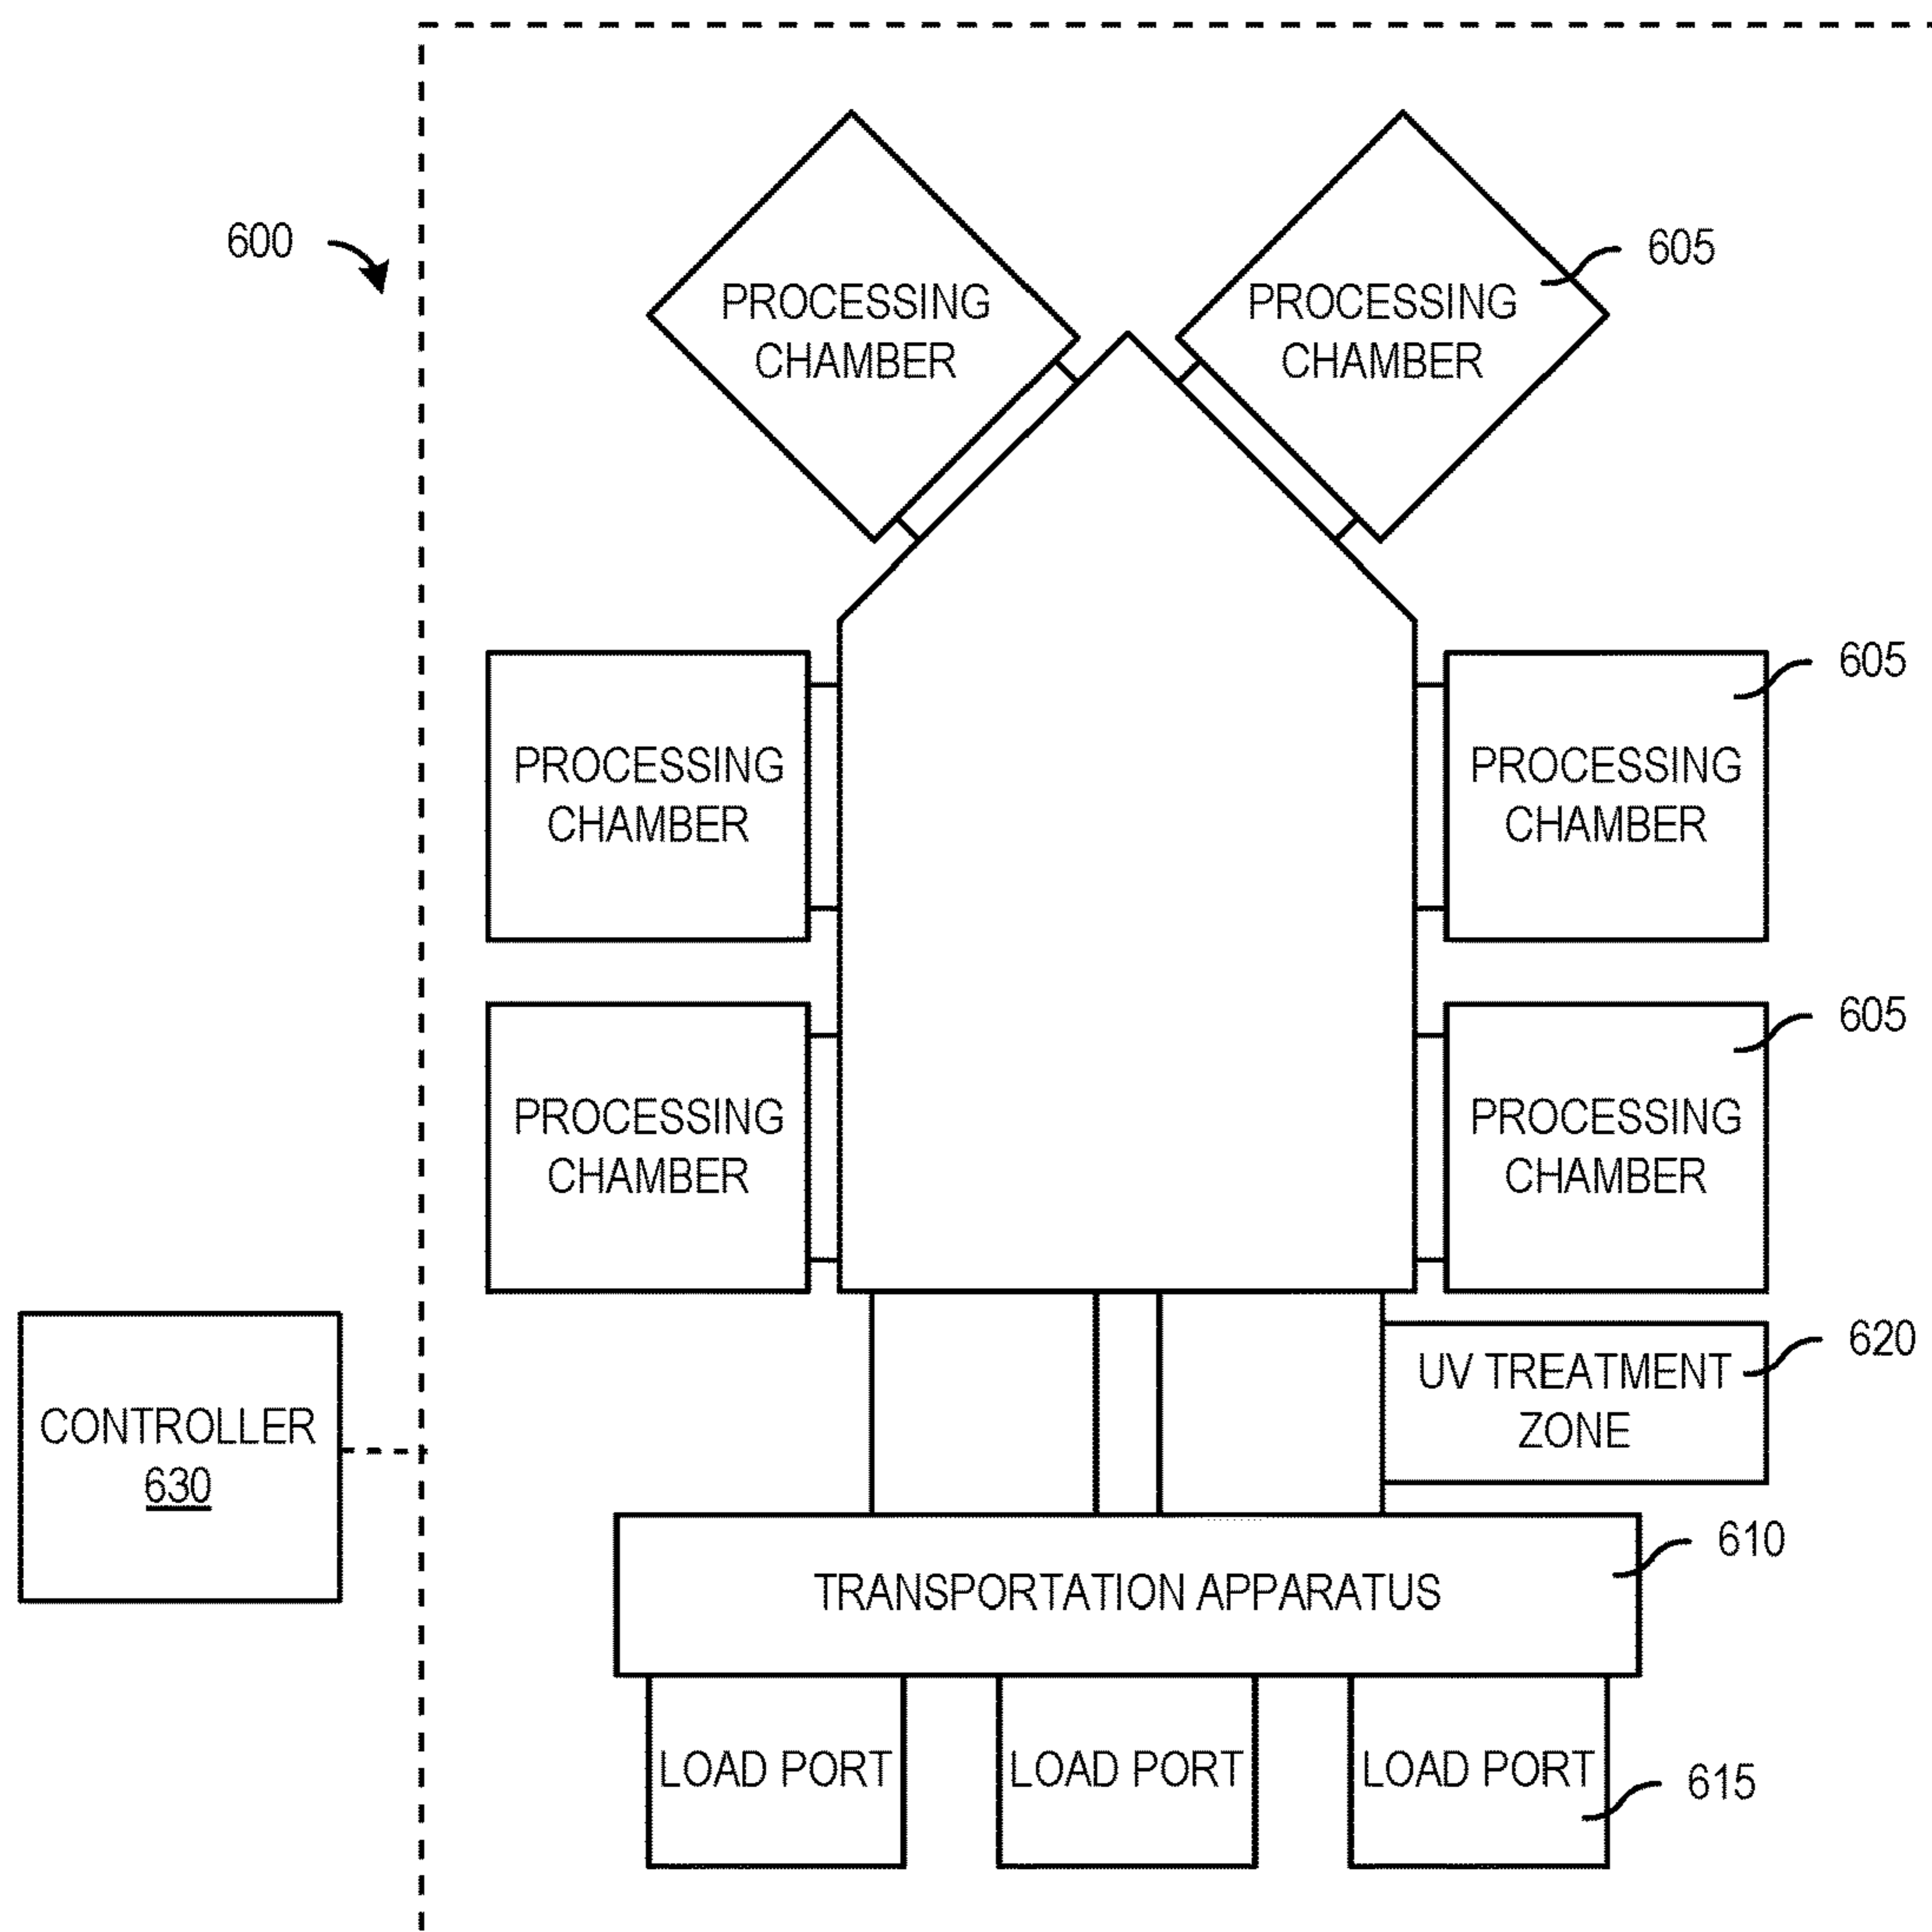 600
PROCESSING
CHAMBER
PROCESSING
CHAMBER
605
PROCESSING
CHAMBER
PROCESSING
CHAMBER
605
PROCESSING
CHAMBER
PROCESSING
CHAMBER
605
CONTROLLER
630
UV TREATMENT
ZONE
620
TRANSPORTATION APPARATUS
610
LOAD PORT
LOAD PORT
LOAD PORT
615